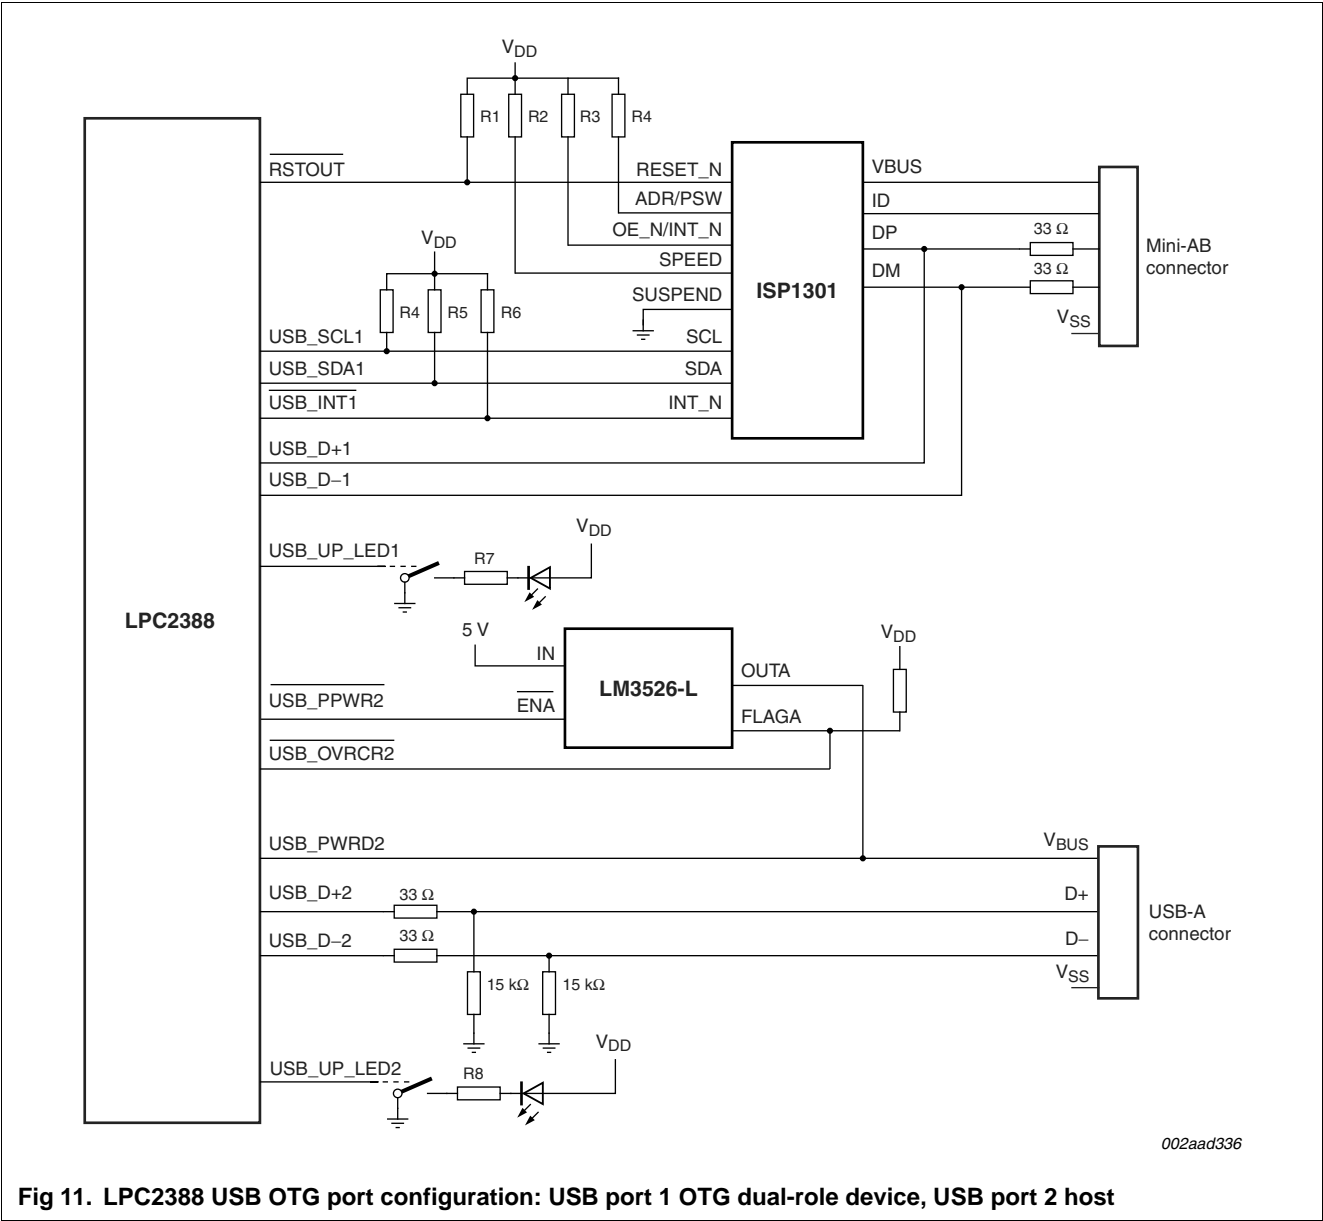 VDD
R1 R2 R3 R4
RSTOUT
RESET_N
ADR/PSW
OE_N/INT_N
SPEED
SUSPEND
VDD
R4 R5 R6
USB_SCL1
SCL
USB_SDA1
SDA
USB_INT1
INT_N
USB_D+1
USB_D−1
ISP1301
VBUS
ID
DP
33 Ω
DM
33 Ω
VSS
Mini-AB
connector
USB_UP_LED1
R7
VDD
LPC2388
5 V
IN
LM3526-L
OUTA
VDD
USB_PPWR2
ENA
FLAGA
USB_OVRCR2
USB_PWRD2
VBUS
USB_D+2
33 Ω
D+
USB_D−2
33 Ω
D−
VSS
USB-A
connector
15 kΩ
15 kΩ
USB_UP_LED2
R8
VDD
002aad336
Fig 11. LPC2388 USB OTG port configuration: USB port 1 OTG dual-role device, USB port 2 host